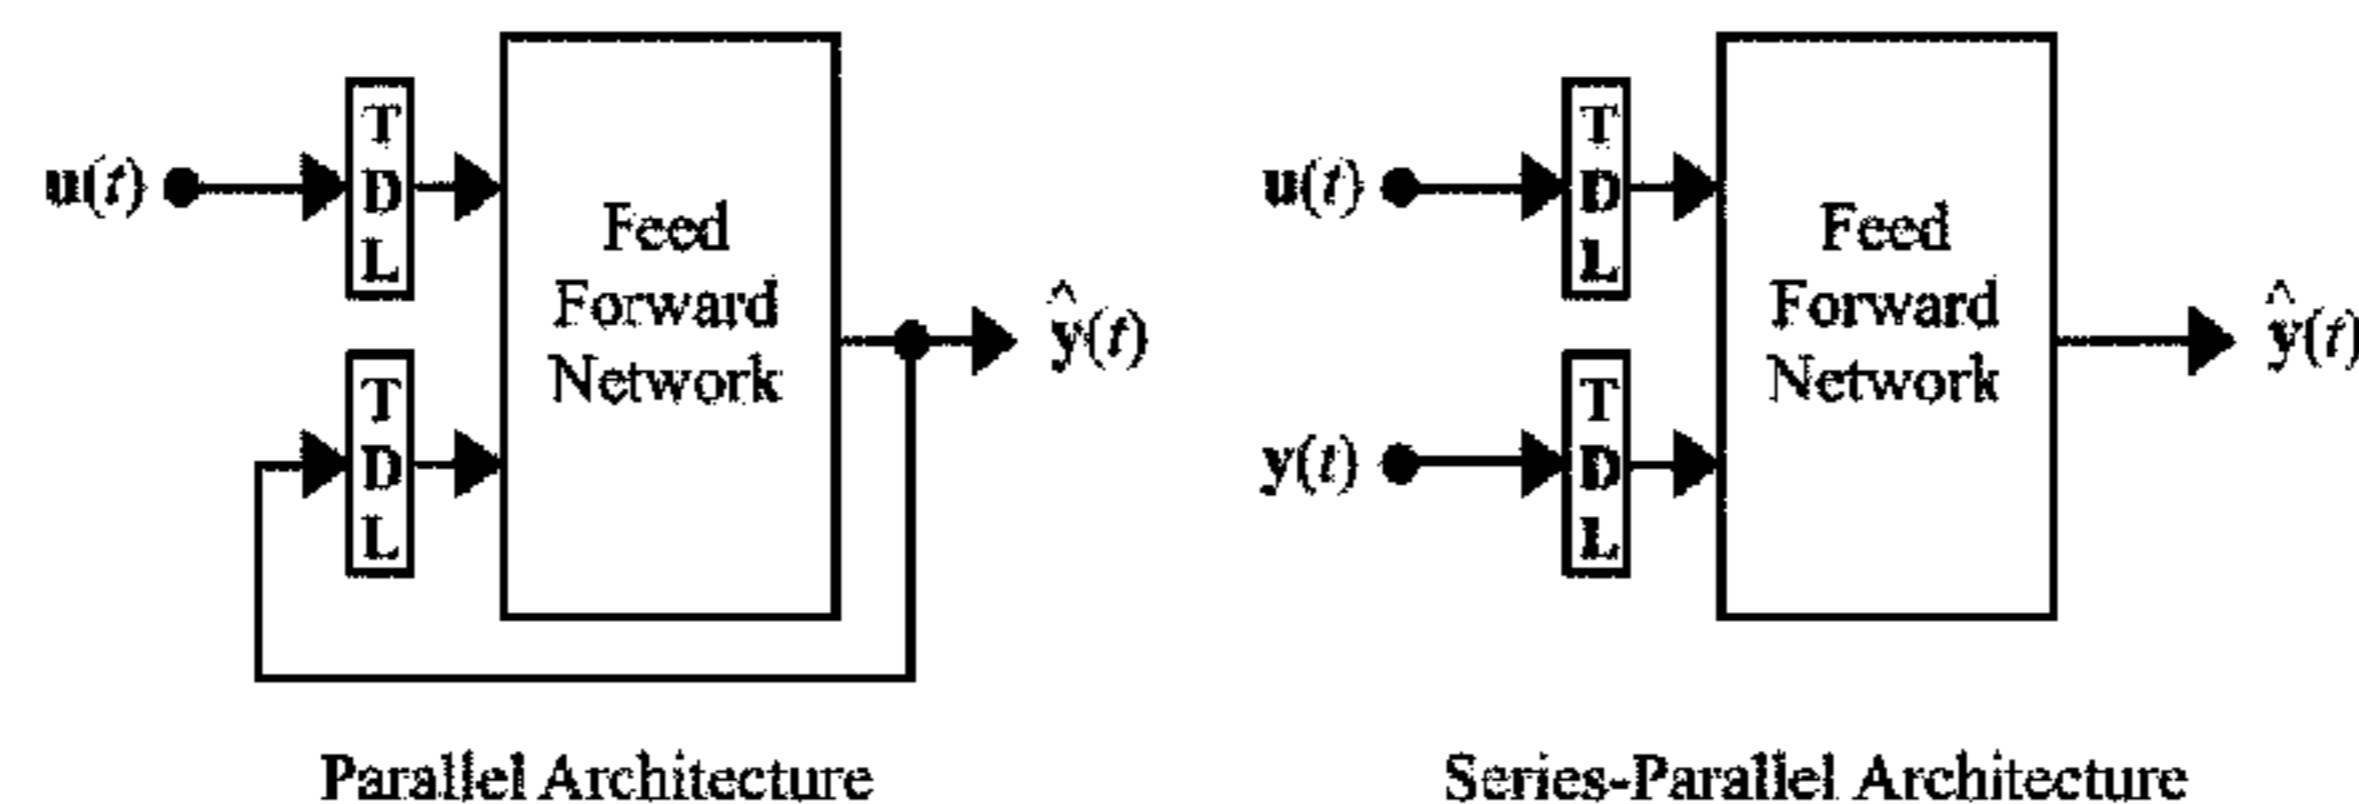 u(t)
T
D
L
T
D
L
Feed
Forward
Network
ŷ(t)
Parallel Architecture
u(t)
y(t)
T
D
L
T
D
L
Feed
Forward
Network
ŷ(t)
Series-Parallel Architecture